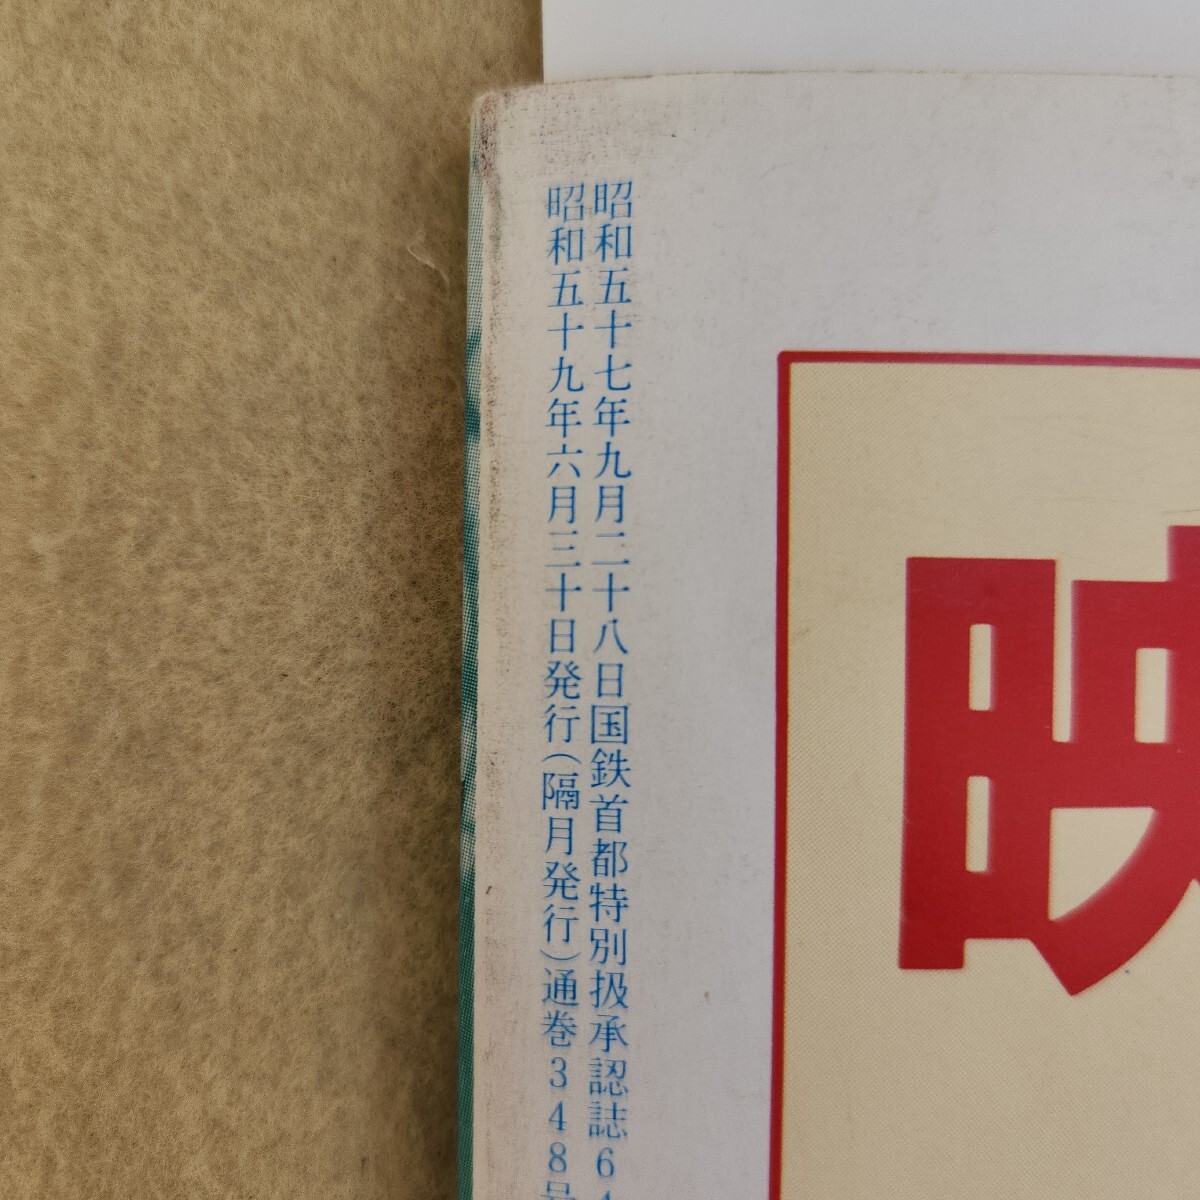 昭和五十七年九月二十八日国鉄首都特別扱承認誌6
昭和五十九年六月三十日発行(隔月発行)通巻348号
映